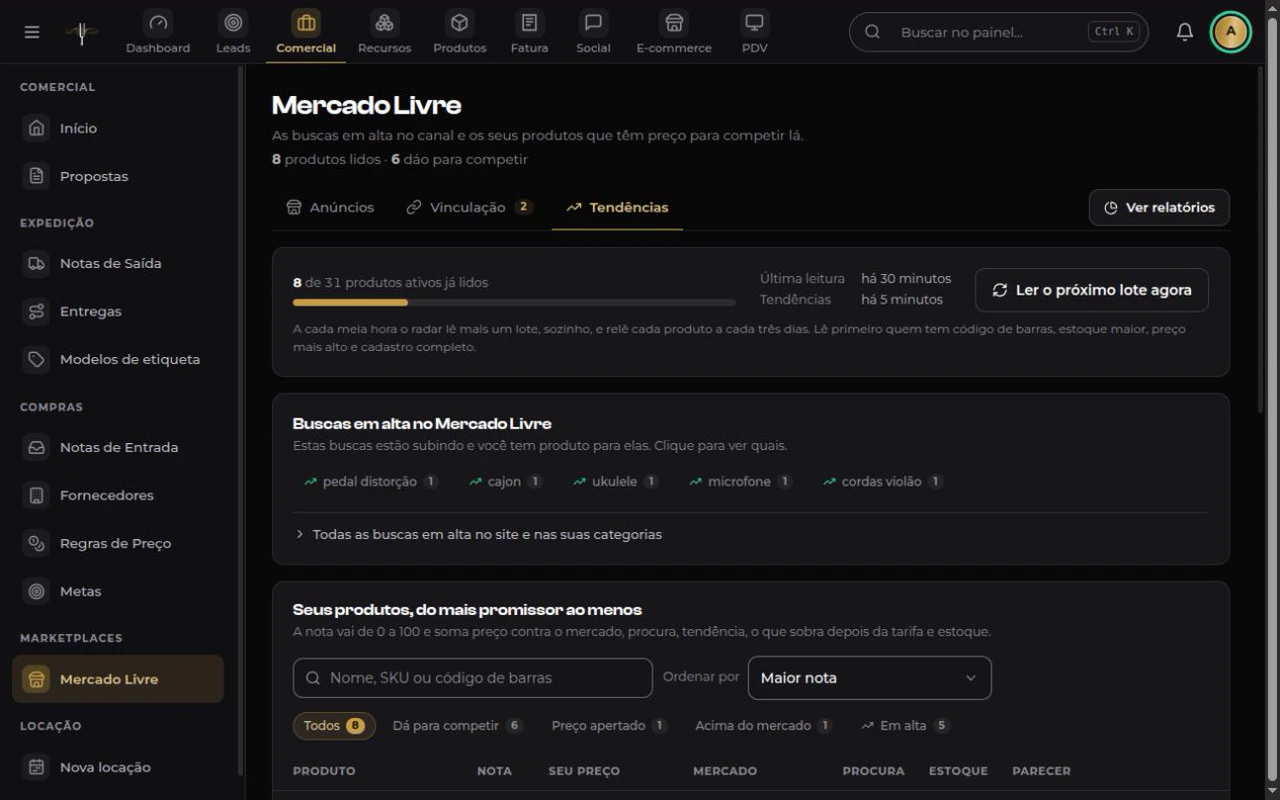 Dashboard
Leads
Comercial
Recursos
Produtos
Fatura
Social
E-commerce
PDV
Buscar no painel...
Ctrl K
A
COMERCIAL
Início
Propostas
EXPEDIÇÃO
Notas de Saída
Entregas
Modelos de etiqueta
COMPRAS
Notas de Entrada
Fornecedores
Regras de Preço
Metas
MARKETPLACES
Mercado Livre
LOCAÇÃO
Nova locação
Mercado Livre
As buscas em alta no canal e os seus produtos que têm preço para competir lá.
8 produtos lidos · 6 dão para competir
Anúncios
Vinculação 2
Tendências
Ver relatórios
8 de 31 produtos ativos já lidos
Última leitura há 30 minutos
Tendências há 5 minutos
Ler o próximo lote agora
A cada meia hora o radar lê mais um lote, sozinho, e relê cada produto a cada três dias. Lê primeiro quem tem código de barras, estoque maior, preço
mais alto e cadastro completo.
Buscas em alta no Mercado Livre
Estas buscas estão subindo e você tem produto para elas. Clique para ver quais.
pedal distorção 1
cajon 1
ukulele 1
microfone 1
cordas violão 1
Todas as buscas em alta no site e nas suas categorias
Seus produtos, do mais promissor ao menos
A nota vai de 0 a 100 e soma preço contra o mercado, procura, tendência, o que sobra depois da tarifa e estoque.
Nome, SKU ou código de barras
Ordenar por
Maior nota
Todos 8
Dá para competir 6
Preço apertado 1
Acima do mercado 1
Em alta 5
PRODUTO NOTA SEU PREÇO MERCADO PROCURA ESTOQUE PARECER